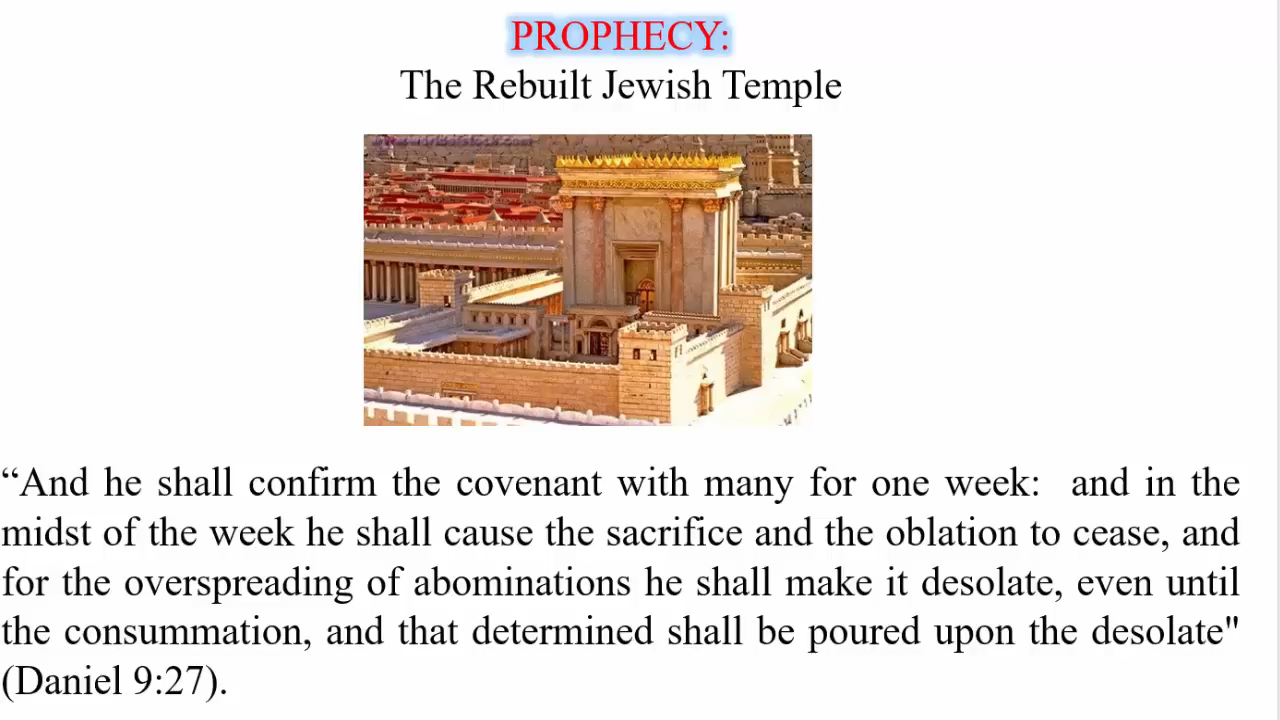 PROPHECY:
The Rebuilt Jewish Temple
“And he shall confirm the covenant with many for one week:  and in the
midst of the week he shall cause the sacrifice and the oblation to cease, and
for the overspreading of abominations he shall make it desolate, even until
the consummation, and that determined shall be poured upon the desolate"
(Daniel 9:27).